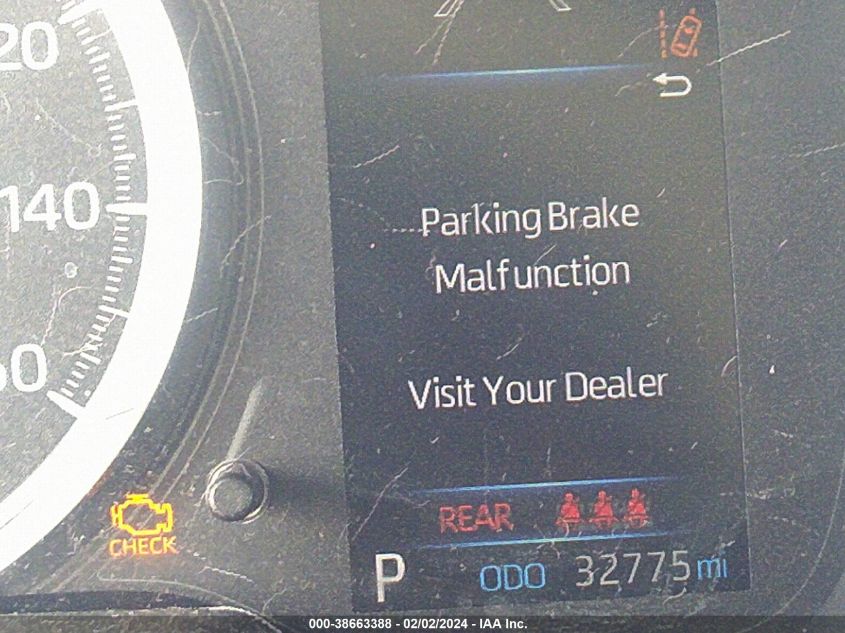 20
140
Parking Brake
Malfunction
Visit Your Dealer
REAR
CHECK
P ODO 32775 mi
000-38663388 - 02/02/2024 - IAA Inc.